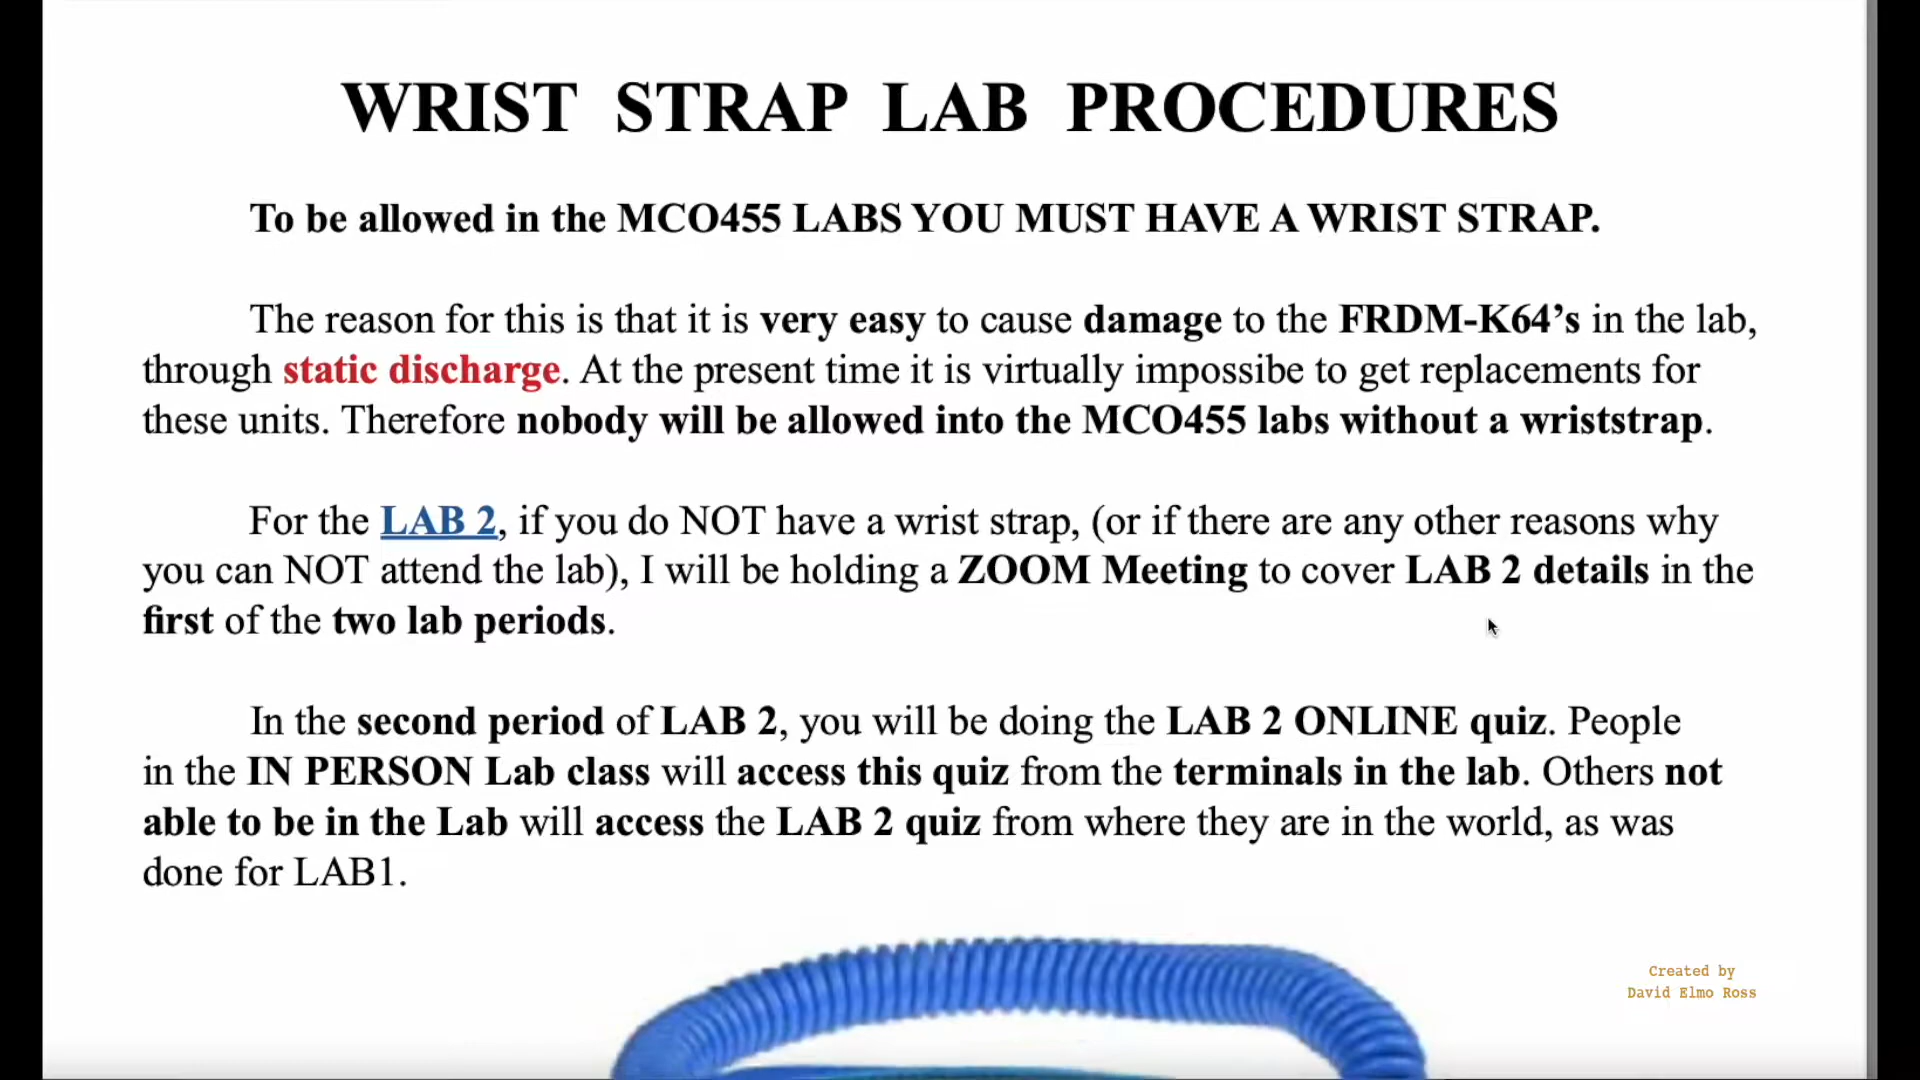 WRIST STRAP LAB PROCEDURES
To be allowed in the MCO455 LABS YOU MUST HAVE A WRIST STRAP.
The reason for this is that it is very easy to cause damage to the FRDM-K64’s in the lab,
through static discharge. At the present time it is virtually impossibe to get replacements for
these units. Therefore nobody will be allowed into the MCO455 labs without a wriststrap.
For the LAB 2, if you do NOT have a wrist strap, (or if there are any other reasons why
you can NOT attend the lab), I will be holding a ZOOM Meeting to cover LAB 2 details in the
first of the two lab periods.
In the second period of LAB 2, you will be doing the LAB 2 ONLINE quiz. People
in the IN PERSON Lab class will access this quiz from the terminals in the lab. Others not
able to be in the Lab will access the LAB 2 quiz from where they are in the world, as was
done for LAB1.
Created by
David Elmo Ross